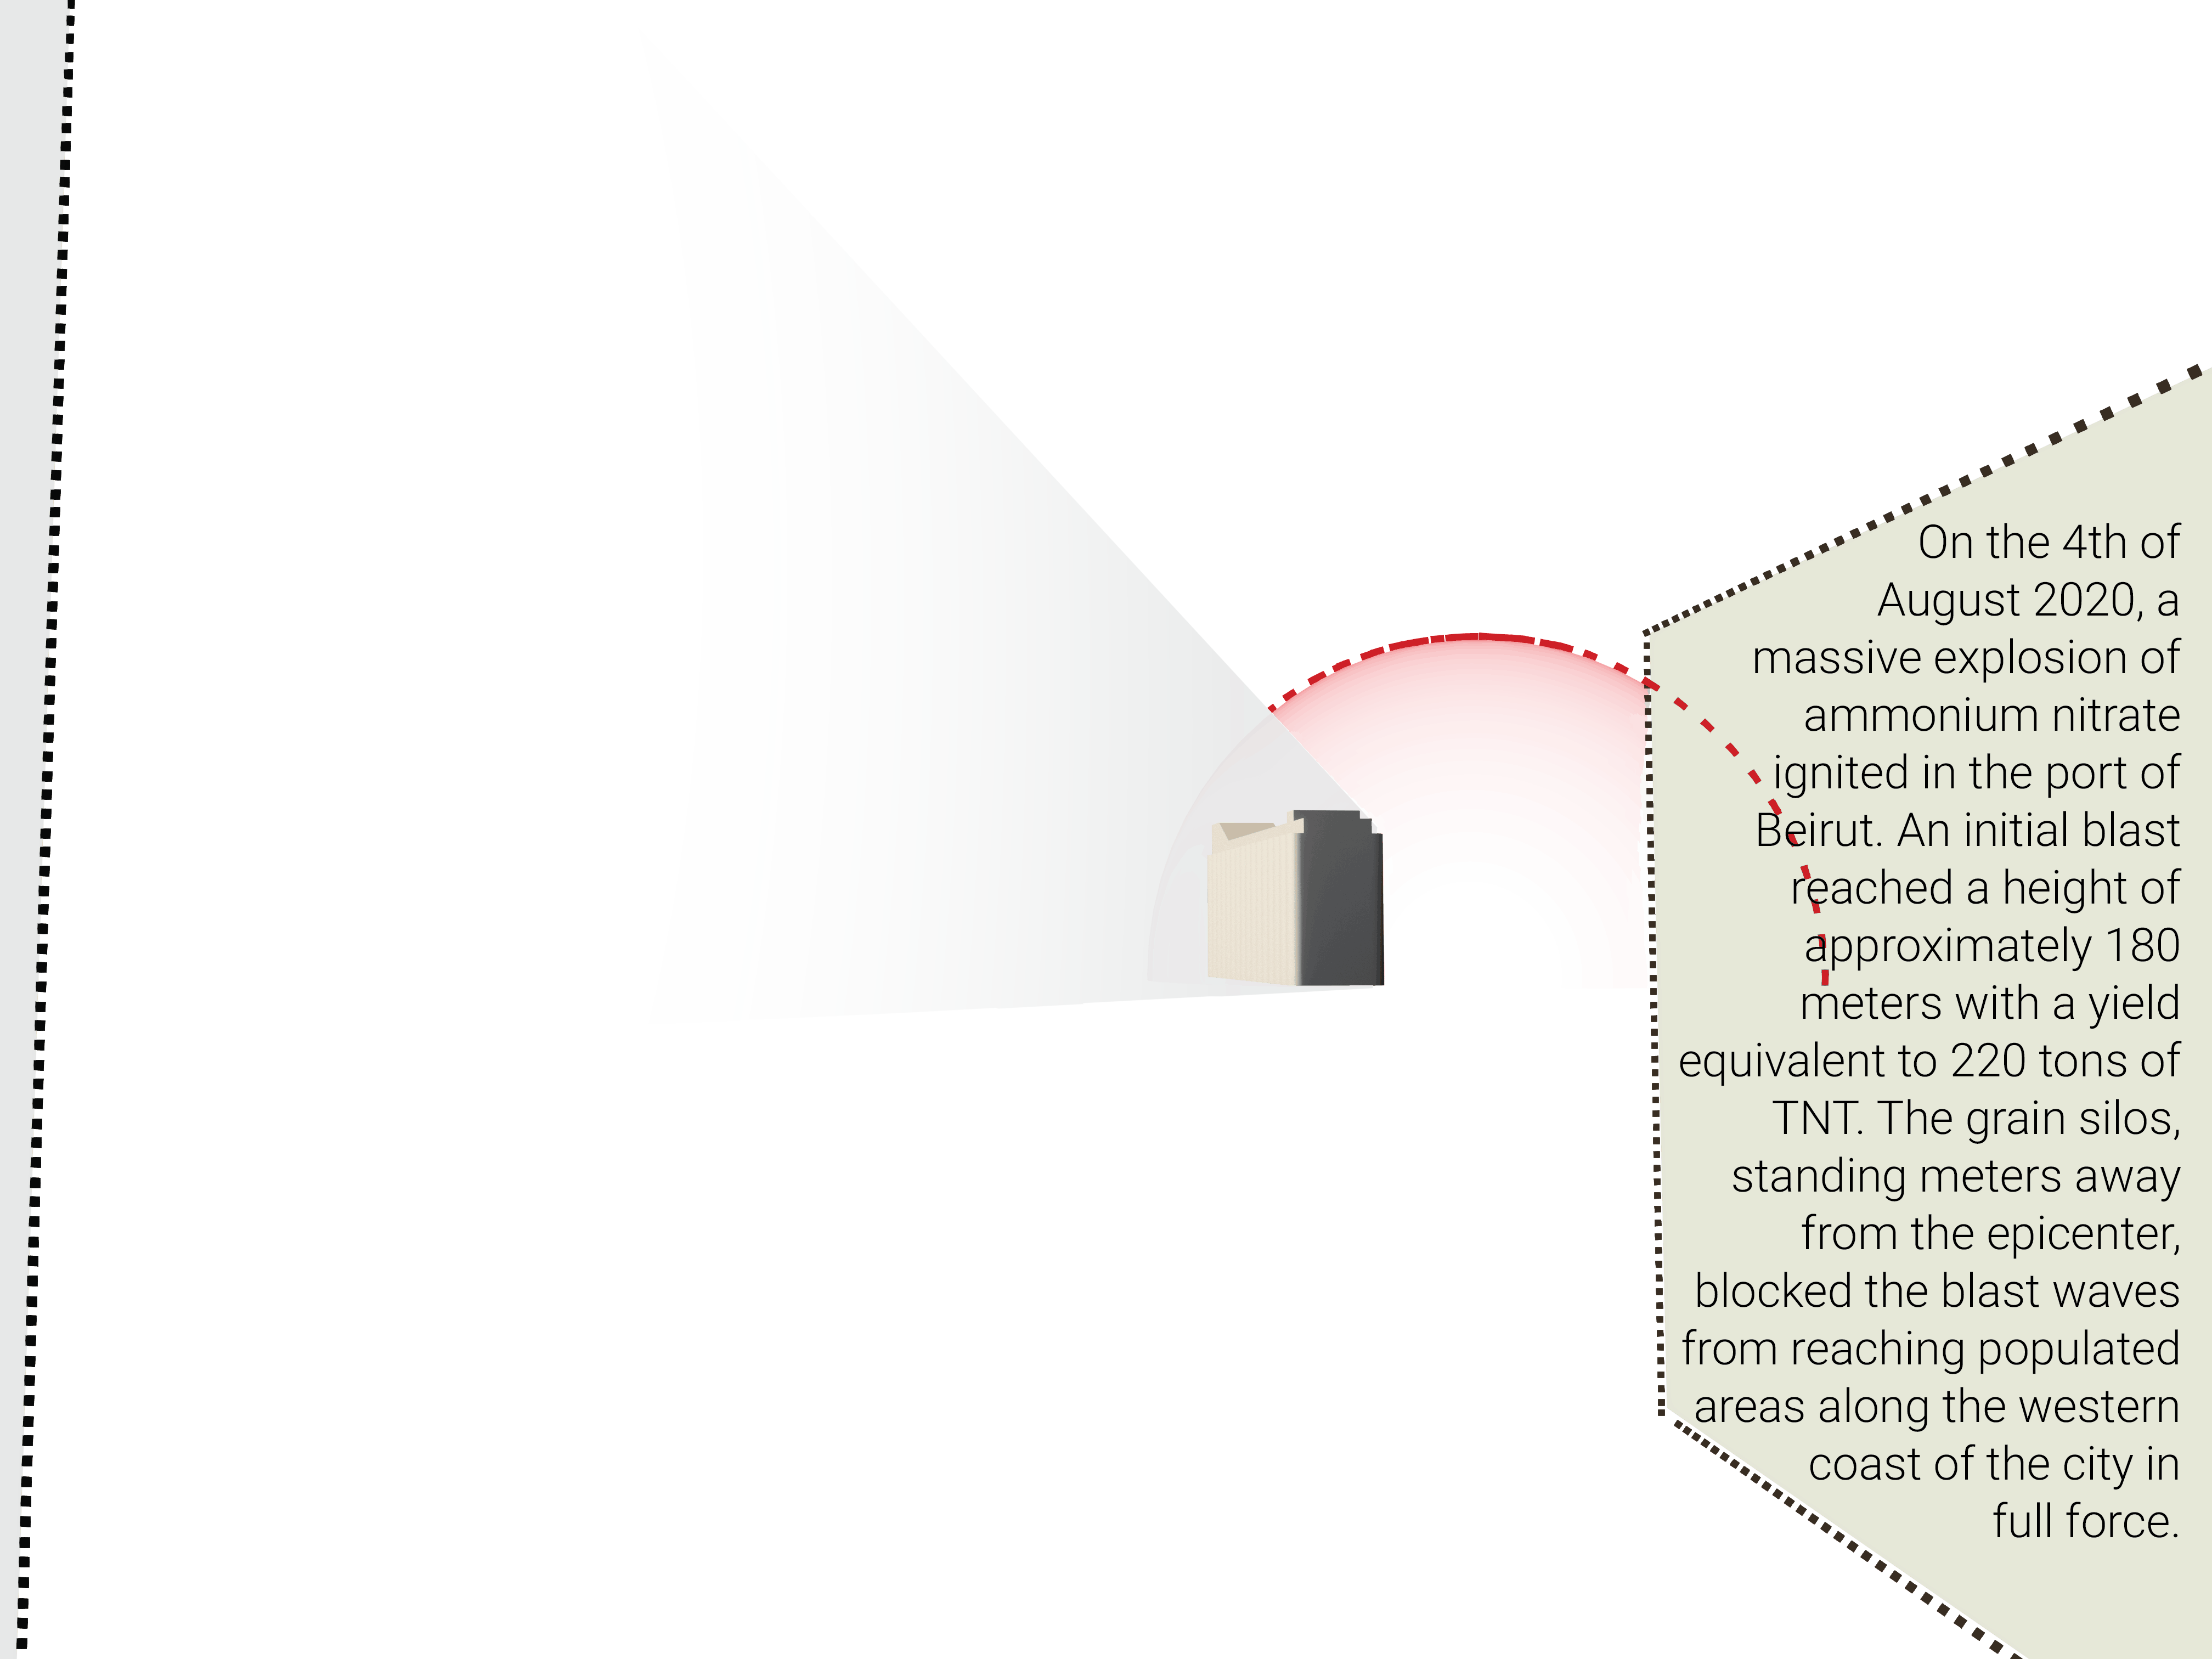 On the 4th of
August 2020, a
massive explosion of
ammonium nitrate
ignited in the port of
Beirut. An initial blast
reached a height of
approximately 180
meters with a yield
equivalent to 220 tons of
TNT. The grain silos,
standing meters away
from the epicenter,
blocked the blast waves
from reaching populated
areas along the western
coast of the city in
full force.